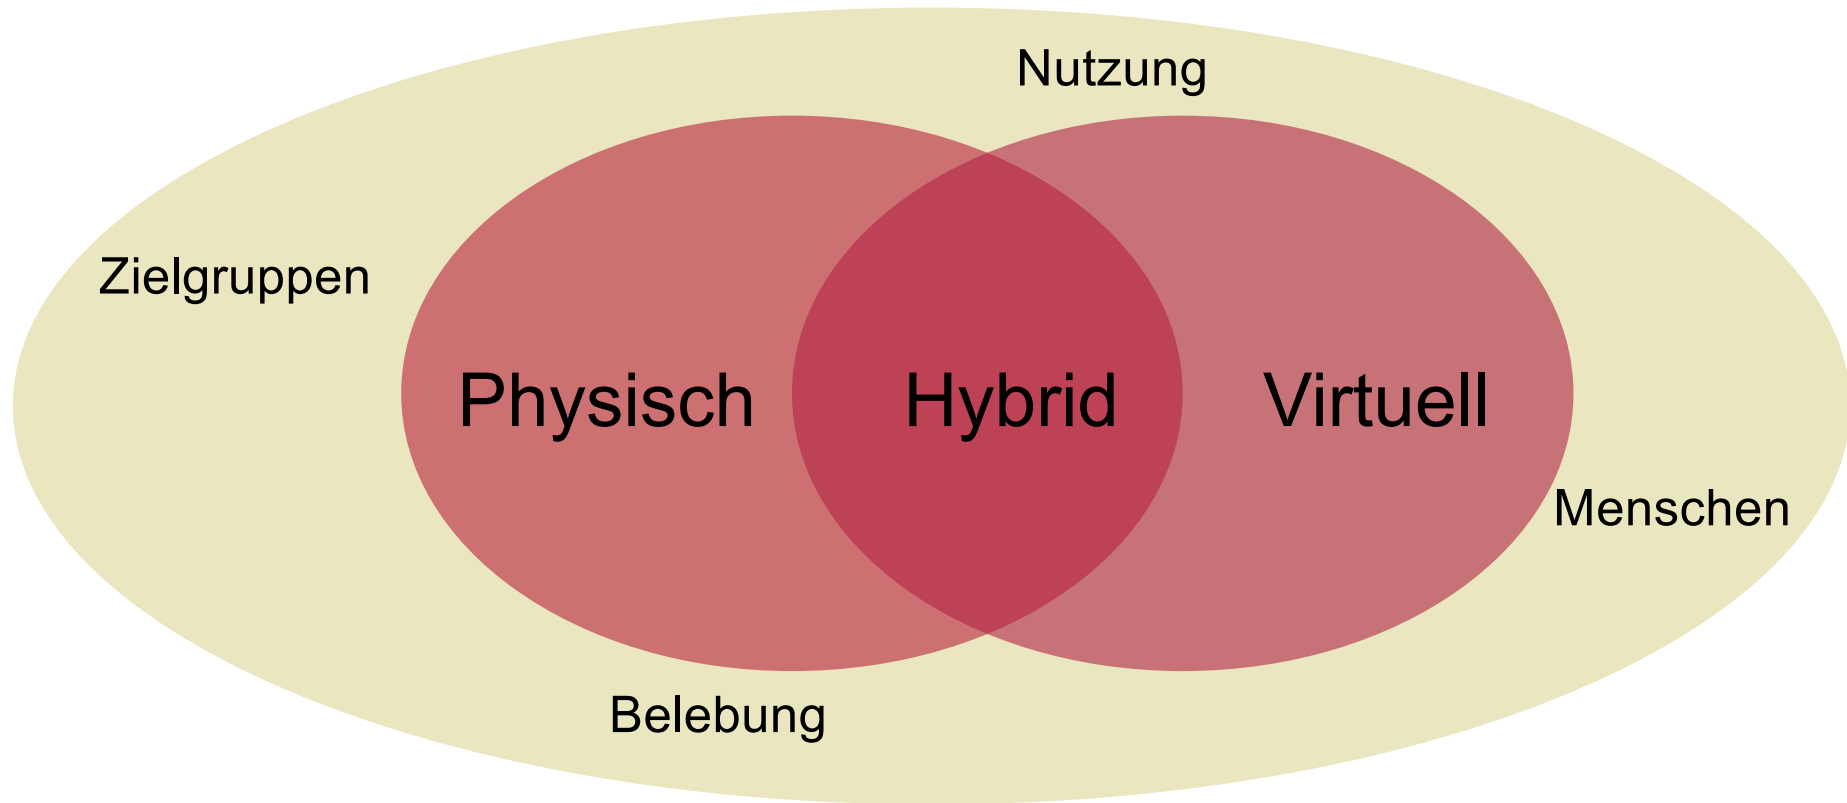 Nutzung
Zielgruppen
Physisch Hybrid Virtuell
Menschen
Belebung